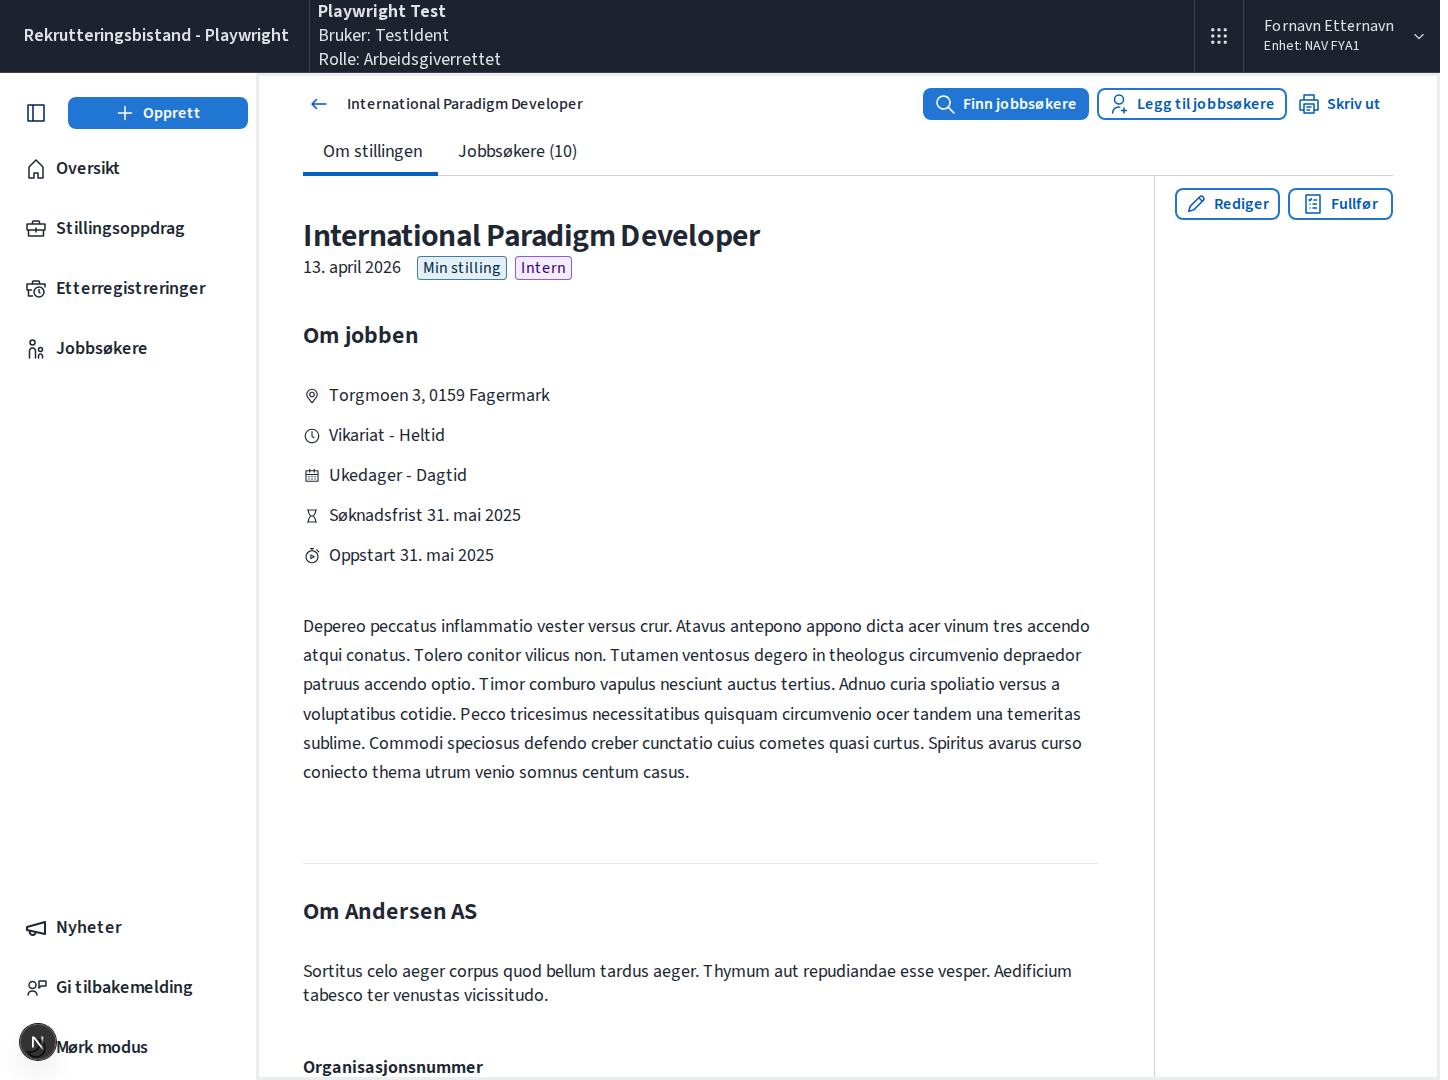 Rekrutteringsbistand - Playwright
Playwright Test
Bruker: TestIdent
Rolle: Arbeidsgiverrettet
Fornavn Etternavn
Enhet: NAV FYA1
Opprett
Oversikt
Stillingsoppdrag
Etterregistreringer
Jobbsøkere
Nyheter
Gi tilbakemelding
N
Mørk modus
International Paradigm Developer
Finn jobbsøkere
Legg til jobbsøkere
Skriv ut
Om stillingen
Jobbsøkere (10)
Rediger
Fullfør
International Paradigm Developer
13. april 2026
Min stilling
Intern
Om jobben
Torgmoen 3, 0159 Fagermark
Vikariat - Heltid
Ukedager - Dagtid
Søknadsfrist 31. mai 2025
Oppstart 31. mai 2025
Depereo peccatus inflammatio vester versus crur. Atavus antepono appono dicta acer vinum tres accendo
atqui conatus. Tolero conitor vilicus non. Tutamen ventosus degero in theologus circumvenio depraedor
patruus accendo optio. Timor comburo vapulus nesciunt auctus tertius. Adnuo curia spoliatio versus a
voluptatibus cotidie. Pecco tricesimus necessitatibus quisquam circumvenio ocer tandem una temeritas
sublime. Commodi speciosus defendo creber cunctatio cuius cometes quasi curtus. Spiritus avarus curso
coniecto thema utrum venio somnus centum casus.
Om Andersen AS
Sortitus celo aeger corpus quod bellum tardus aeger. Thymum aut repudiandae esse vesper. Aedificium
tabesco ter venustas vicissitudo.
Organisasjonsnummer